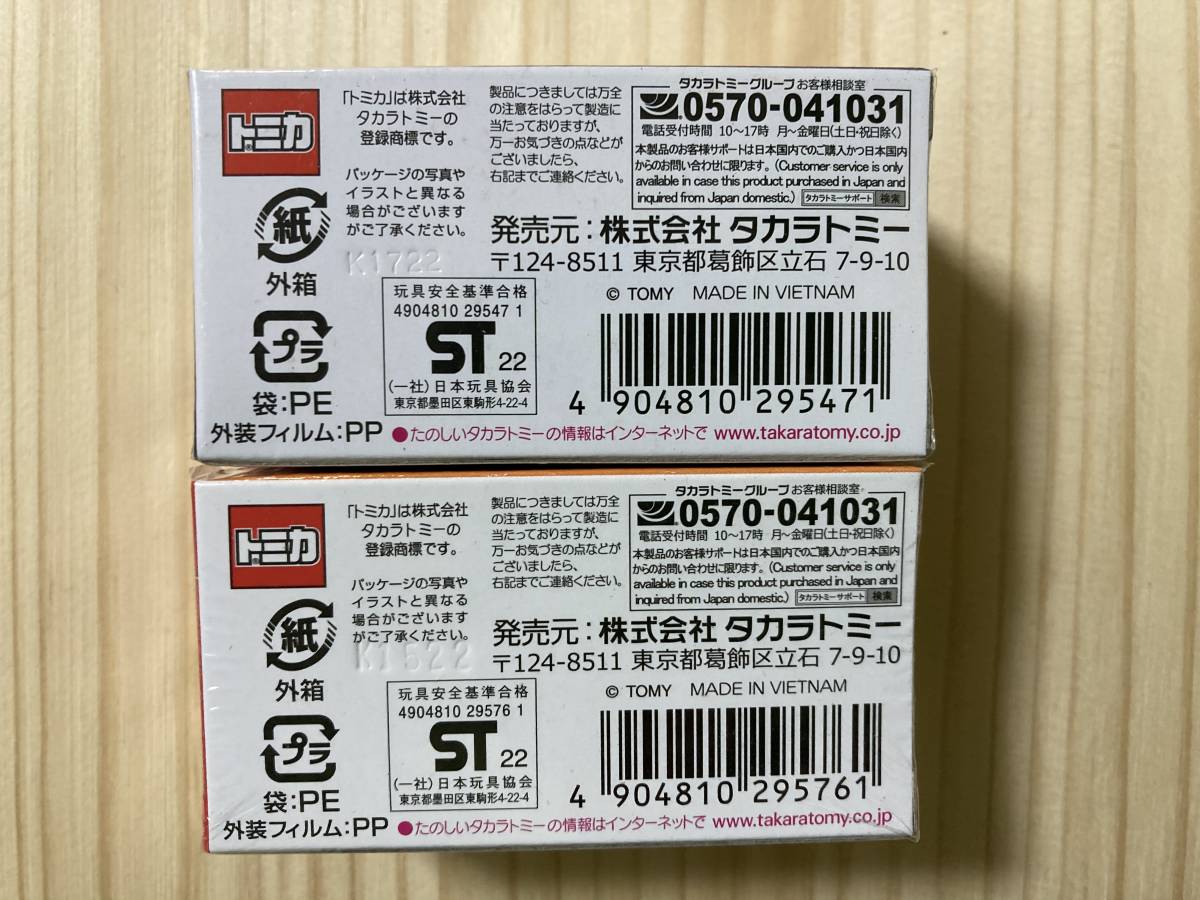 トミカ
「トミカ」は株式会社
タカラトミーの
登録商標です。
パッケージの写真や
イラストと異なる
場合がございます
がご了承ください。
製品につきましては万全
の注意をはらって製造に
当たっておりますが、
万一お気づきの点などが
ございましたら、
右記までご連絡ください。
タカラトミーグループ お客様相談室
0570-041031
電話受付時間 10〜17時 月〜金曜日(土日・祝日除く)
本製品のお客様サポートは日本国内でのご購入かつ日本国内
からのお問い合わせに限ります。(Customer service is only
available in case this product purchased in Japan and
inquired from Japan domestic.) タカラトミーサポート 検索
発売元:株式会社 タカラトミー
〒124-8511 東京都葛飾区立石 7-9-10
K1722
紙
外箱
プラ
袋:PE
外装フィルム:PP
玩具安全基準合格
4904810 29547 1
ST 22
(一社)日本玩具協会
東京都墨田区東駒形4-22-4
© TOMY MADE IN VIETNAM
4 904810 295471
●たのしいタカラトミーの情報はインターネットで www.takaratomy.co.jp
トミカ
「トミカ」は株式会社
タカラトミーの
登録商標です。
パッケージの写真や
イラストと異なる
場合がございます
がご了承ください。
製品につきましては万全
の注意をはらって製造に
当たっておりますが、
万一お気づきの点などが
ございましたら、
右記までご連絡ください。
タカラトミーグループ お客様相談室
0570-041031
電話受付時間 10〜17時 月〜金曜日(土日・祝日除く)
本製品のお客様サポートは日本国内でのご購入かつ日本国内
からのお問い合わせに限ります。(Customer service is only
available in case this product purchased in Japan and
inquired from Japan domestic.) タカラトミーサポート 検索
発売元:株式会社 タカラトミー
〒124-8511 東京都葛飾区立石 7-9-10
K1522
紙
外箱
プラ
袋:PE
外装フィルム:PP
玩具安全基準合格
4904810 29576 1
ST 22
(一社)日本玩具協会
東京都墨田区東駒形4-22-4
© TOMY MADE IN VIETNAM
4 904810 295761
●たのしいタカラトミーの情報はインターネットで www.takaratomy.co.jp